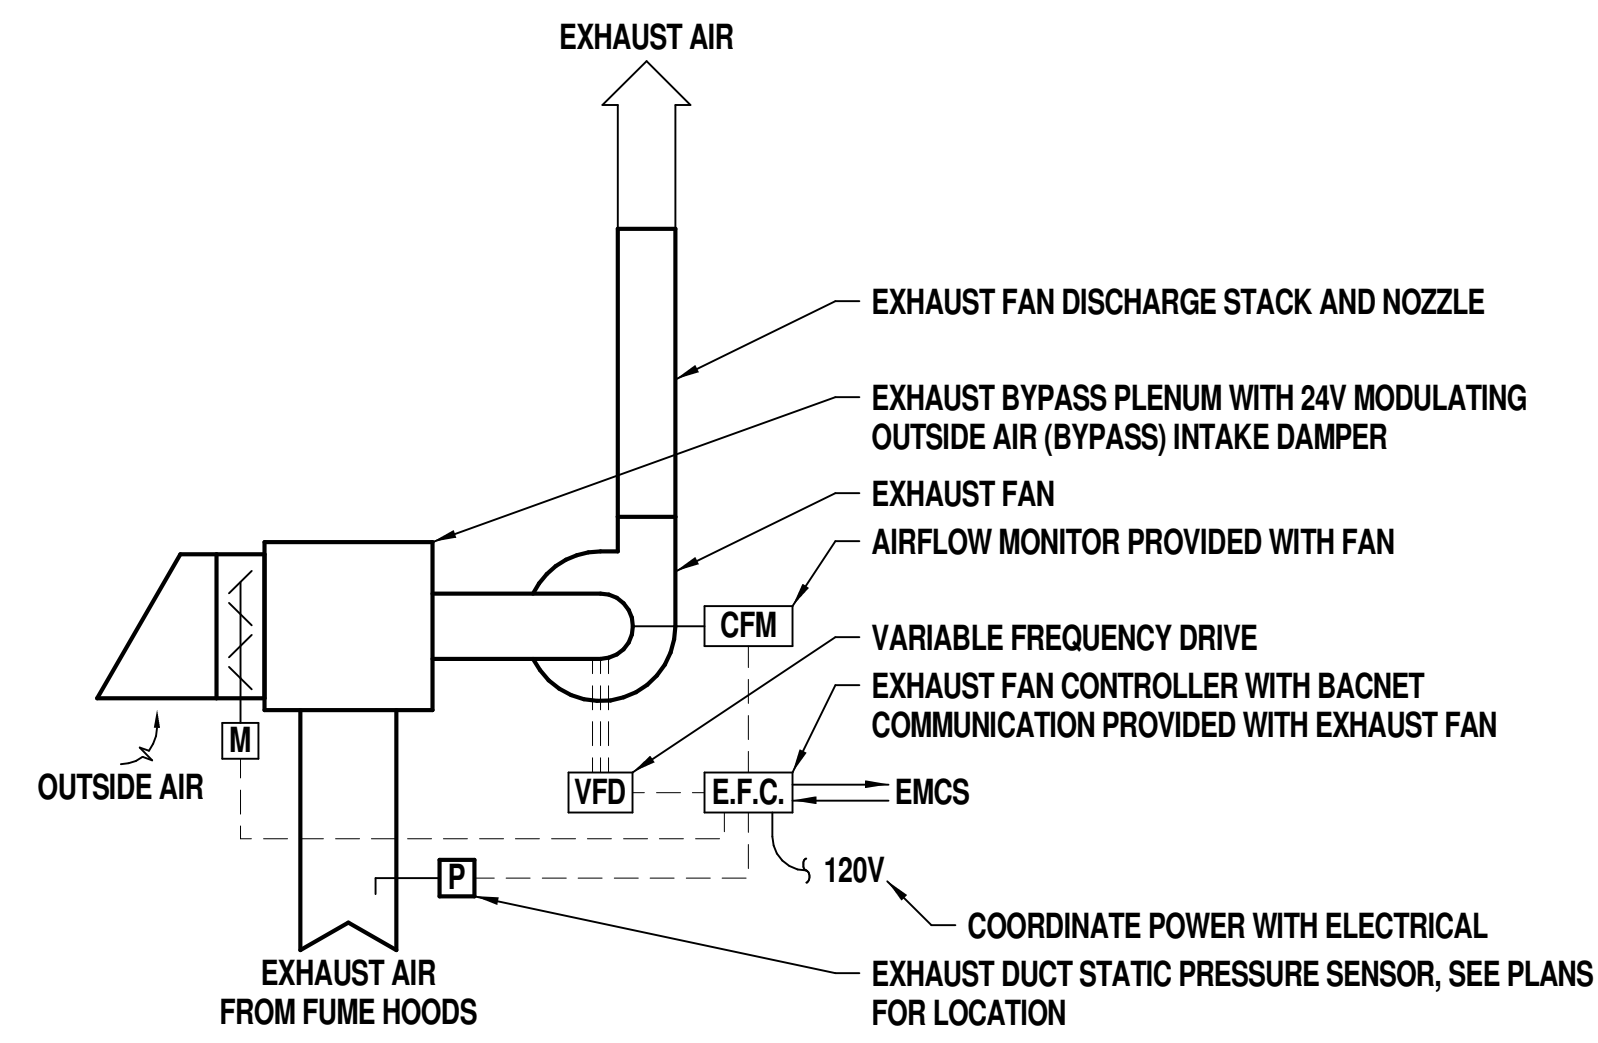 EXHAUST AIR
EXHAUST FAN DISCHARGE STACK AND NOZZLE
EXHAUST BYPASS PLENUM WITH 24V MODULATING
OUTSIDE AIR (BYPASS) INTAKE DAMPER
EXHAUST FAN
AIRFLOW MONITOR PROVIDED WITH FAN
CFM
VARIABLE FREQUENCY DRIVE
EXHAUST FAN CONTROLLER WITH BACNET
COMMUNICATION PROVIDED WITH EXHAUST FAN
M
OUTSIDE AIR
VFD
E.F.C.
EMCS
120V
P
COORDINATE POWER WITH ELECTRICAL
EXHAUST AIR
FROM FUME HOODS
EXHAUST DUCT STATIC PRESSURE SENSOR, SEE PLANS
FOR LOCATION